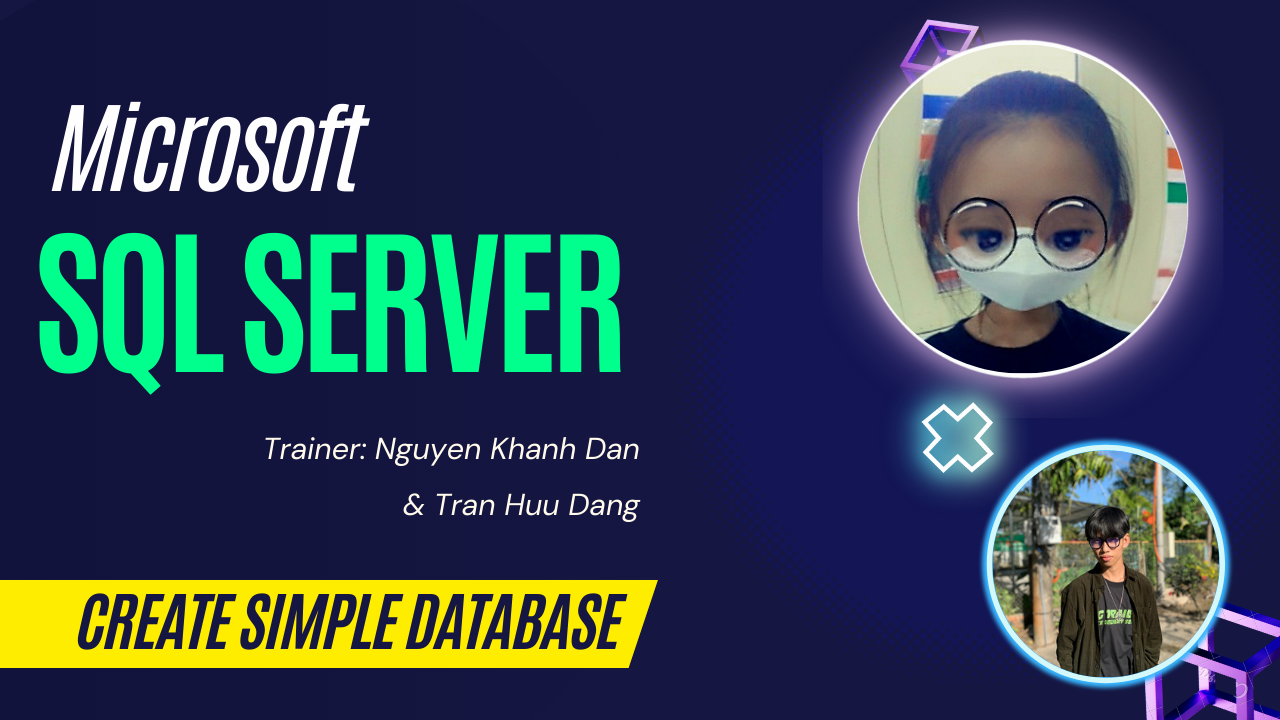 Microsoft
SQL SERVER
Trainer: Nguyen Khanh Dan
& Tran Huu Dang
CREATE SIMPLE DATABASE